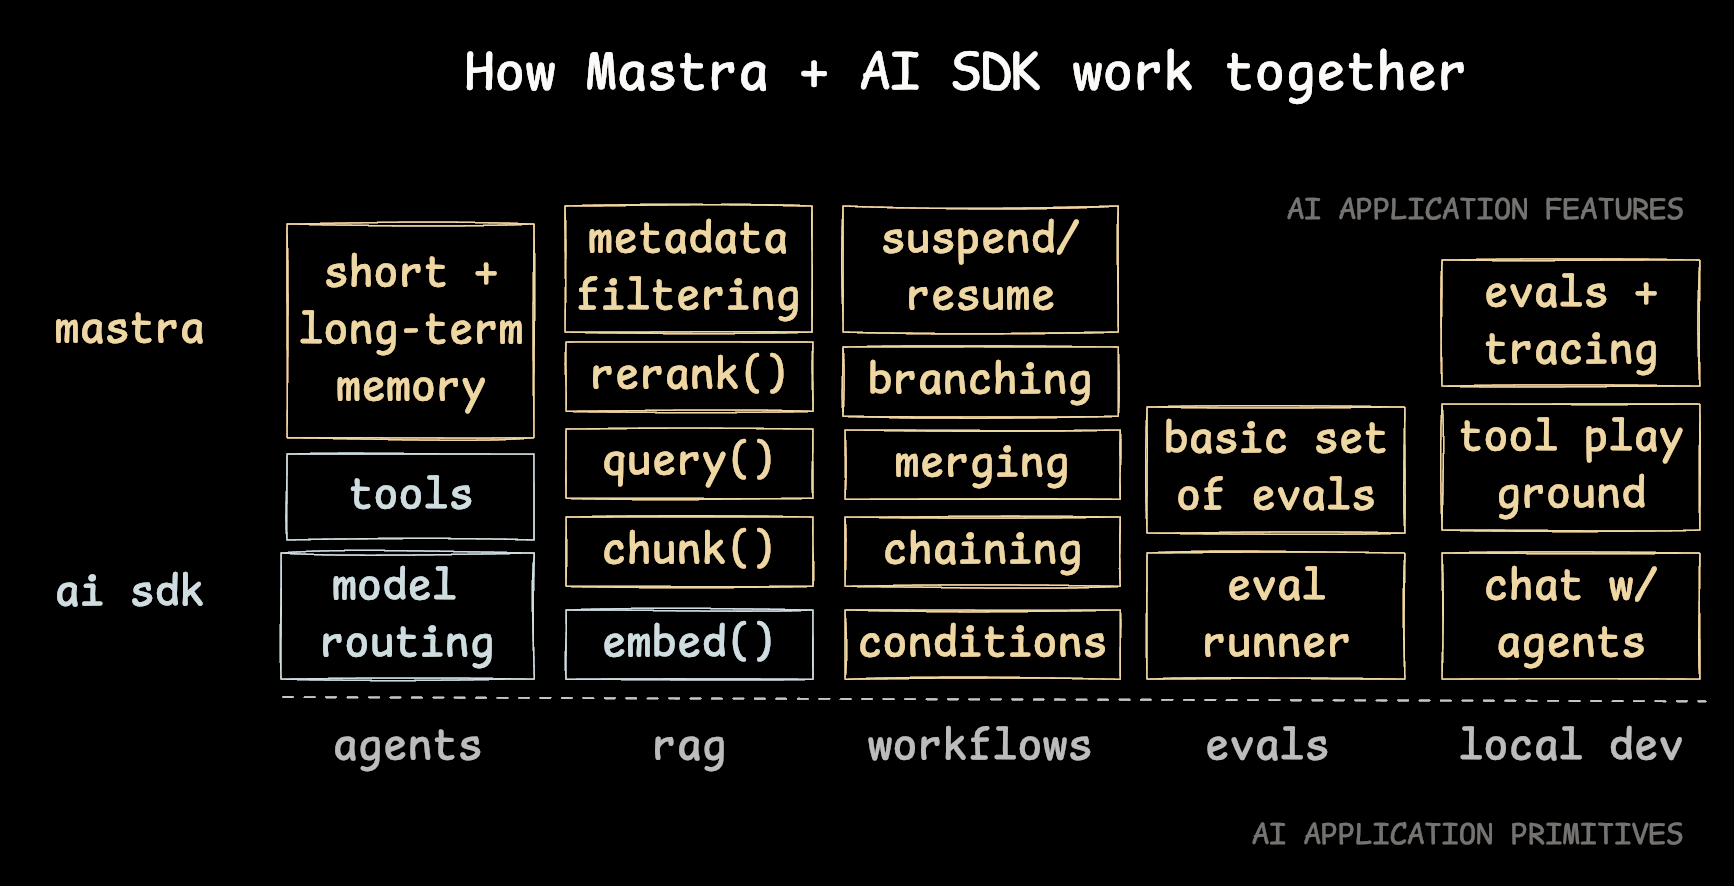 How Mastra + AI SDK work together
AI APPLICATION FEATURES
mastra
ai sdk
short +
long-term
memory
tools
model
routing
metadata
filtering
rerank()
query()
chunk()
embed()
suspend/
resume
branching
merging
chaining
conditions
basic set
of evals
eval
runner
evals +
tracing
tool play
ground
chat w/
agents
agents
rag
workflows
evals
local dev
AI APPLICATION PRIMITIVES